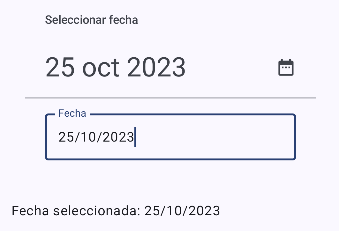 Seleccionar fecha
25 oct 2023
Fecha
25/10/2023
Fecha seleccionada: 25/10/2023